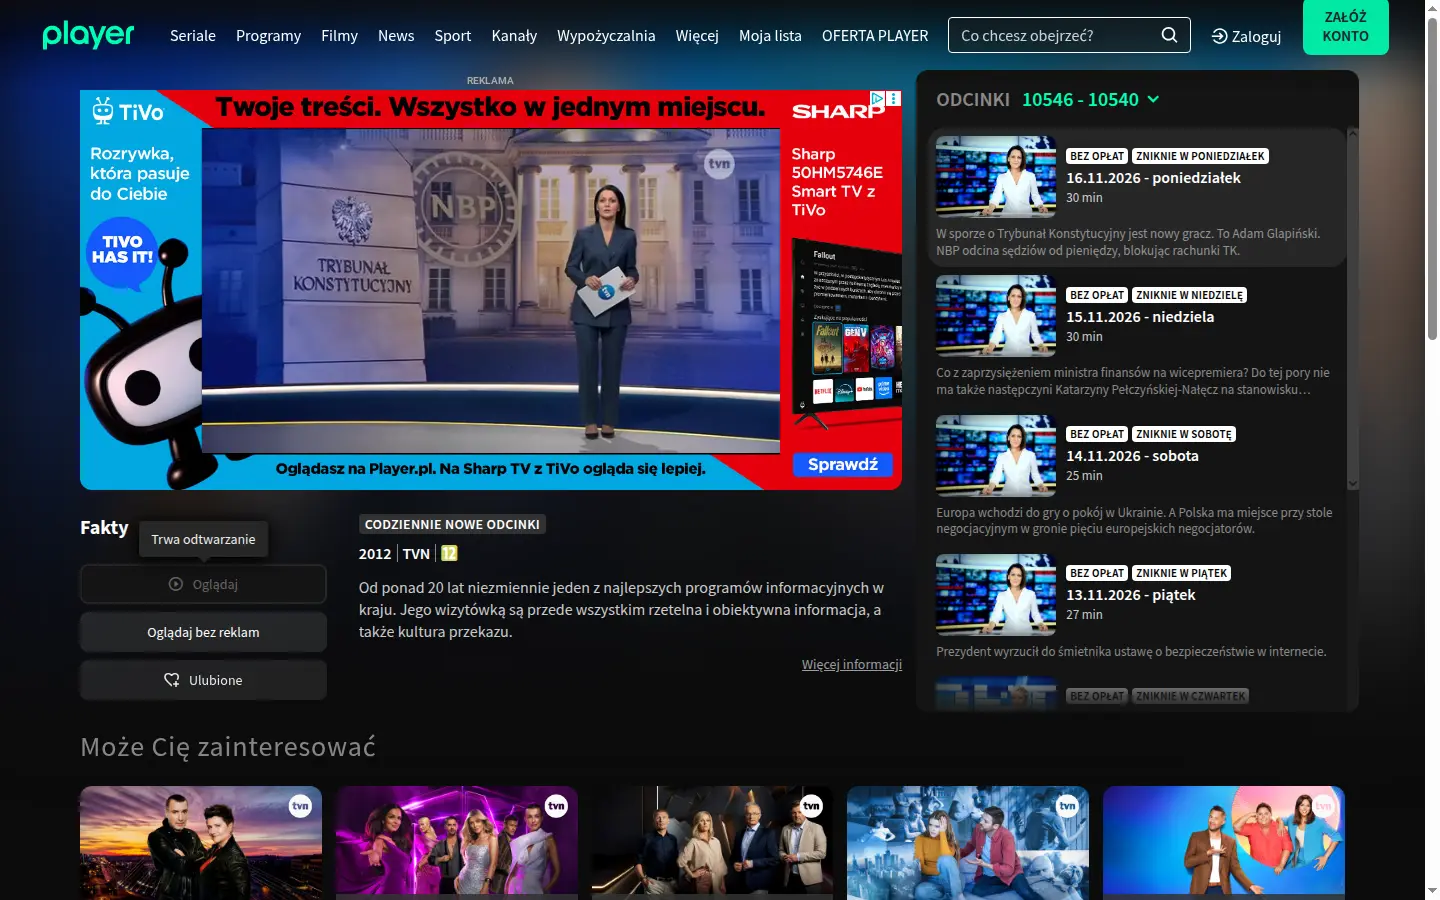 player
Seriale
Programy
Filmy
News
Sport
Kanały
Wypożyczalnia
Więcej
Moja lista
OFERTA PLAYER
Co chcesz obejrzeć?
Zaloguj
ZAŁÓŻ
KONTO
REKLAMA
TiVo
Twoje treści. Wszystko w jednym miejscu.
SHARP
Rozrywka,
która pasuje
do Ciebie
TIVO
HAS IT!
tvn
NBP
TRYBUNAŁ
KONSTYTUCYJNY
tvn
Sharp
50HM5746E
Smart TV z
TiVo
Fallout
Fallout
GEN V
NETFLIX
Disney+
YouTube
prime video
Oglądasz na Player.pl. Na Sharp TV z TiVo ogląda się lepiej.
Sprawdź
ODCINKI 10546 - 10540
BEZ OPŁAT ZNIKNIE W PONIEDZIAŁEK
16.11.2026 - poniedziałek
30 min
W sporze o Trybunał Konstytucyjny jest nowy gracz. To Adam Glapiński.
NBP odcina sędziów od pieniędzy, blokując rachunki TK.
BEZ OPŁAT ZNIKNIE W NIEDZIELĘ
15.11.2026 - niedziela
30 min
Co z zaprzysiężeniem ministra finansów na wicepremiera? Do tej pory nie
ma także następczyni Katarzyny Pełczyńskiej-Nałęcz na stanowisku…
BEZ OPŁAT ZNIKNIE W SOBOTĘ
14.11.2026 - sobota
25 min
Europa wchodzi do gry o pokój w Ukrainie. A Polska ma miejsce przy stole
negocjacyjnym w gronie pięciu europejskich negocjatorów.
BEZ OPŁAT ZNIKNIE W PIĄTEK
13.11.2026 - piątek
27 min
Prezydent wyrzucił do śmietnika ustawę o bezpieczeństwie w internecie.
BEZ OPŁAT ZNIKNIE W CZWARTEK
Fakty
Trwa odtwarzanie
Oglądaj
Oglądaj bez reklam
Ulubione
CODZIENNIE NOWE ODCINKI
2012 | TVN | 12
Od ponad 20 lat niezmiennie jeden z najlepszych programów informacyjnych w
kraju. Jego wizytówką są przede wszystkim rzetelna i obiektywna informacja, a
także kultura przekazu.
Więcej informacji
Może Cię zainteresować
tvn
tvn
tvn
tvn
tvn